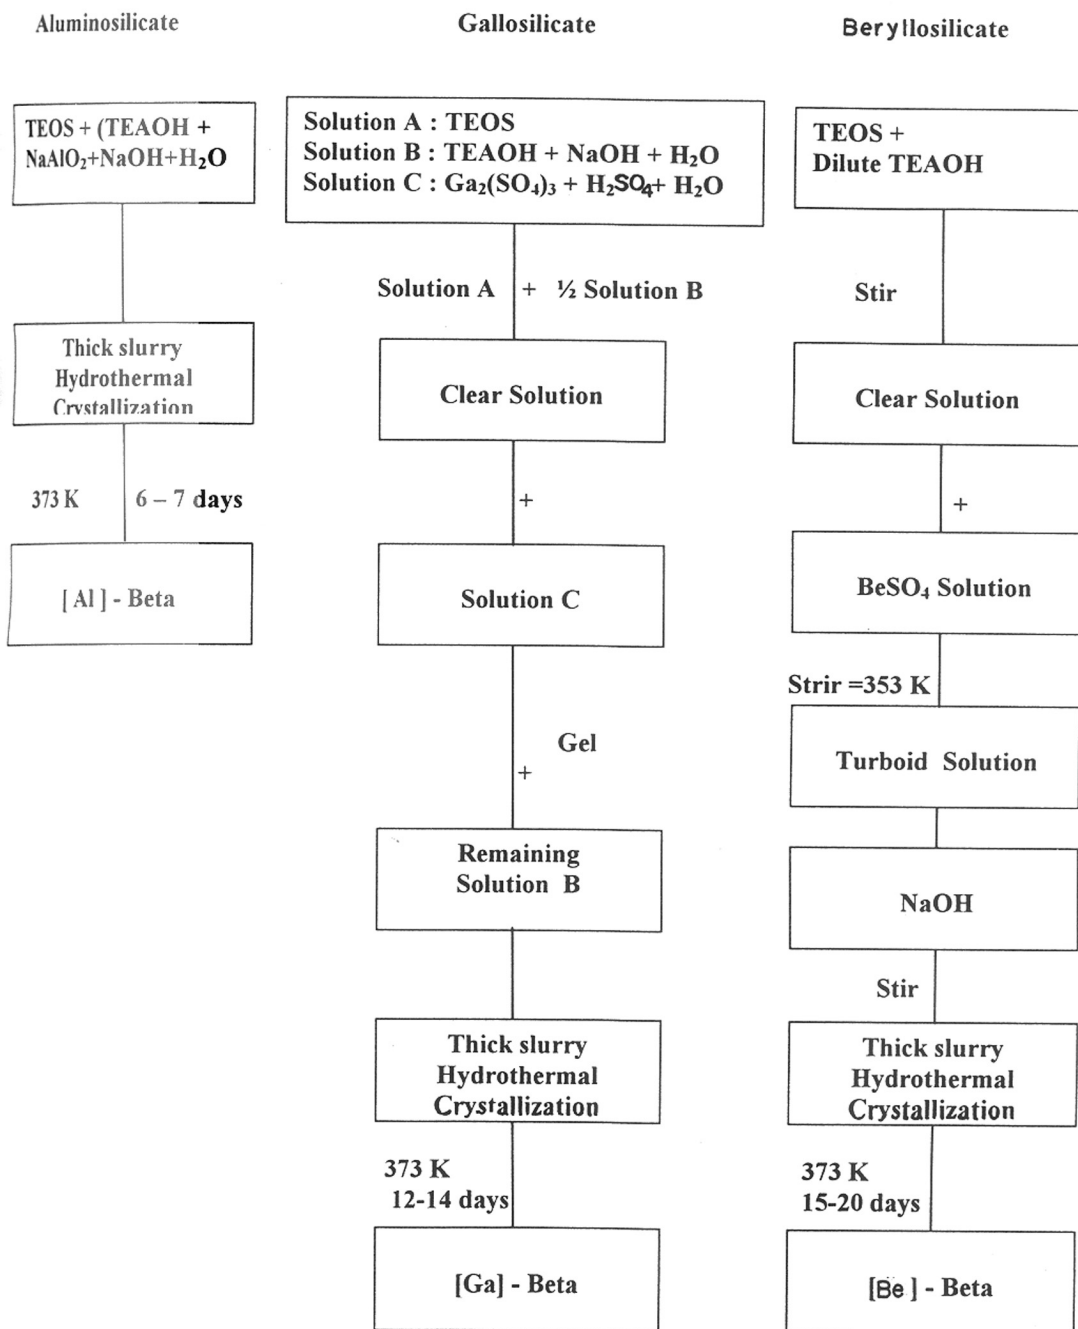 Aluminosilicate
TEOS + (TEAOH +
NaAlO₂+NaOH+H₂O
Thick slurry
Hydrothermal
Crystallization
373 K 6 – 7 days
[ Al ] - Beta
Gallosilicate
Solution A : TEOS
Solution B : TEAOH + NaOH + H₂O
Solution C : Ga₂(SO₄)₃ + H₂SO₄+ H₂O
Solution A + ½ Solution B
Clear Solution
+
Solution C
Gel
+
Remaining
Solution B
Thick slurry
Hydrothermal
Crystallization
373 K
12-14 days
[Ga] - Beta
Beryllosilicate
TEOS +
Dilute TEAOH
Stir
Clear Solution
+
BeSO₄ Solution
Strir =353 K
Turboid Solution
NaOH
Stir
Thick slurry
Hydrothermal
Crystallization
373 K
15-20 days
[Be ] - Beta